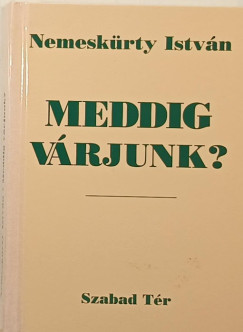 Nemeskürty István
MEDDIG
VÁRJUNK?
Szabad Tér